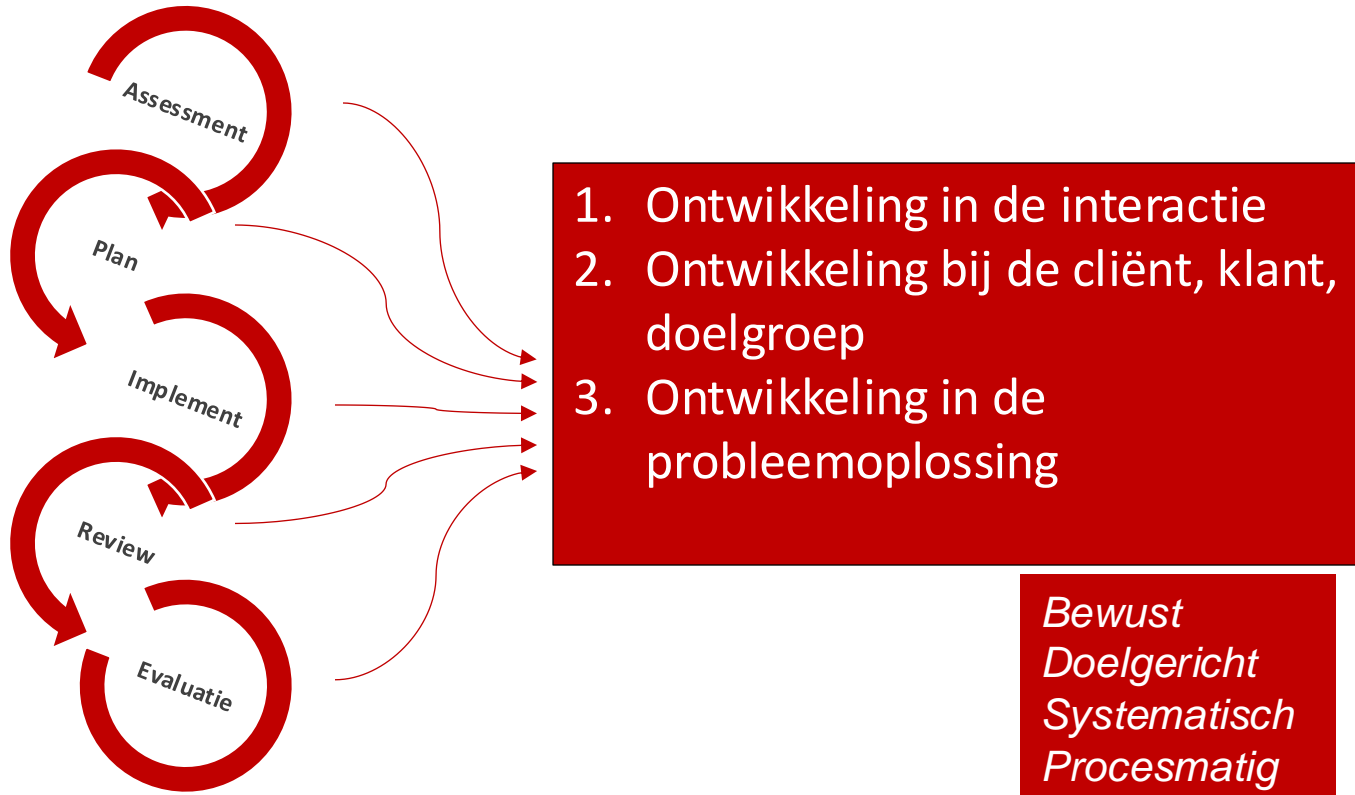 Assessment
Plan
Implement
Review
Evaluatie
1. Ontwikkeling in de interactie
2. Ontwikkeling bij de cliënt, klant,
doelgroep
3. Ontwikkeling in de
probleemoplossing
Bewust
Doelgericht
Systematisch
Procesmatig